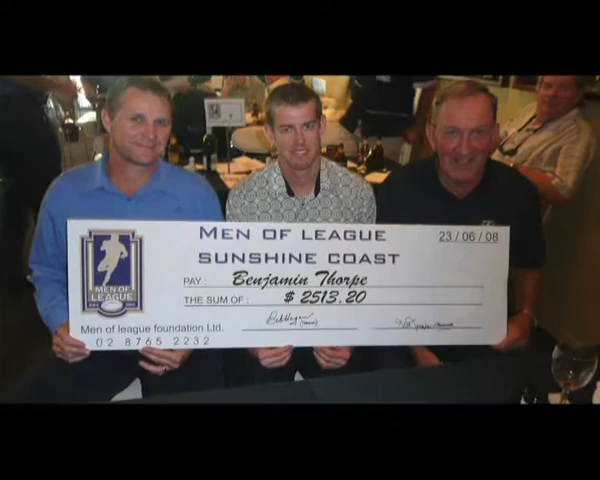 MEN OF LEAGUE
SUNSHINE COAST
23 / 06 / 08
PAY : Benjamin Thorpe
THE SUM OF : $ 2513.20
MEN OF
LEAGUE
Men of league foundation Ltd.
02 8765 2232